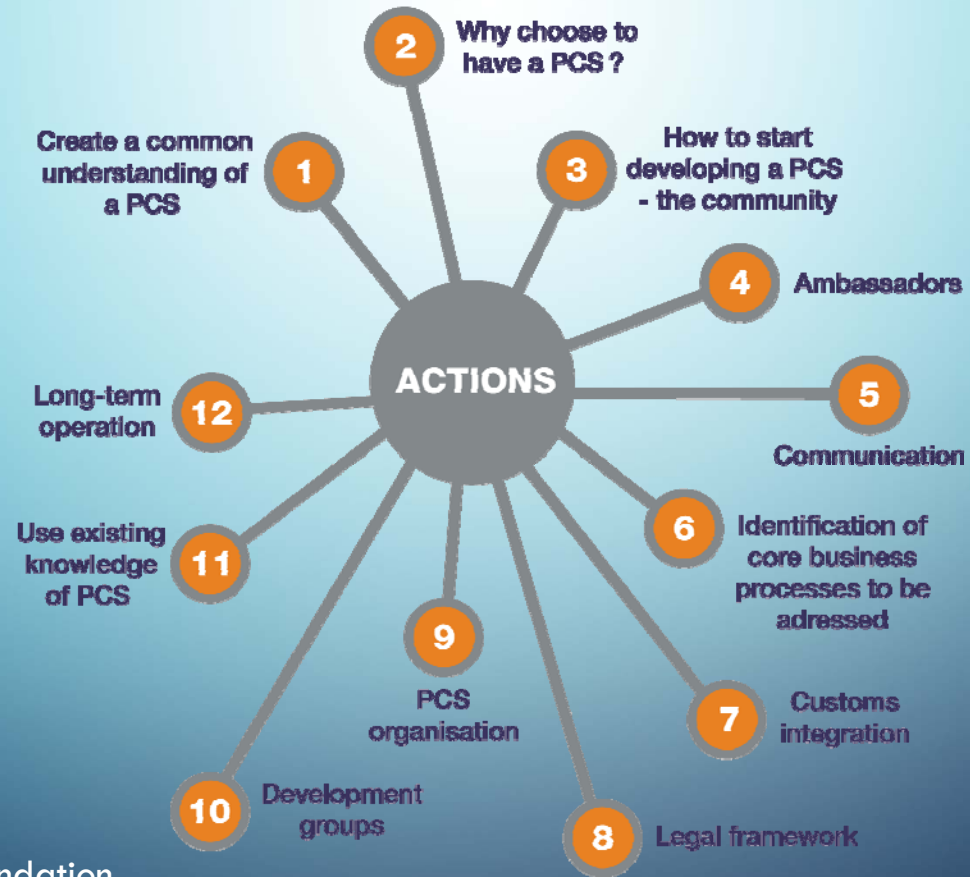 2
Why choose to
have a PCS ?
Create a common
understanding of
a PCS
1
3
How to start
developing a PCS
- the community
4
Ambassadors
ACTIONS
5
Communication
Long-term
operation
12
6
Identification of
core business
processes to be
adressed
Use existing
knowledge
of PCS
11
9
PCS
organisation
7
Customs
integration
10
Development
groups
8
Legal framework